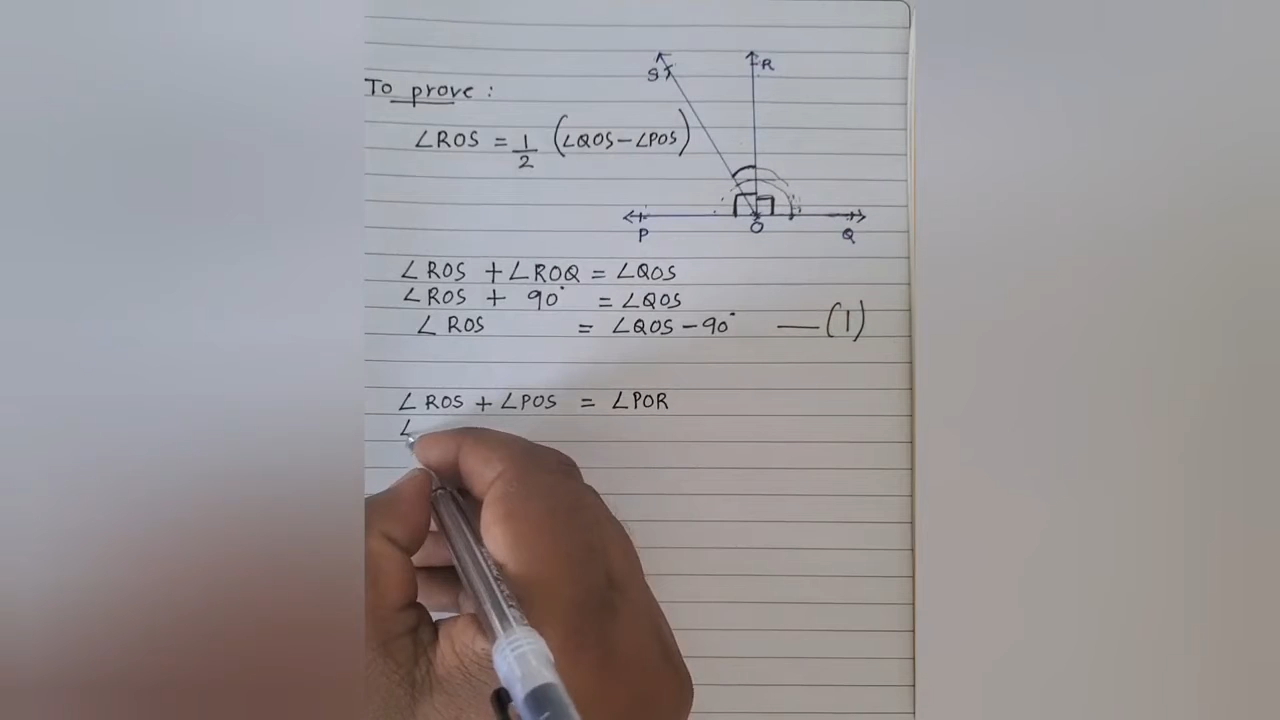 To prove :
∠ROS = 1/2 (∠QOS − ∠POS)
S
R
P
O
Q
∠ROS + ∠ROQ = ∠QOS
∠ROS + 90° = ∠QOS
∠ROS = ∠QOS − 90° — (1)
∠ROS + ∠POS = ∠POR
∠